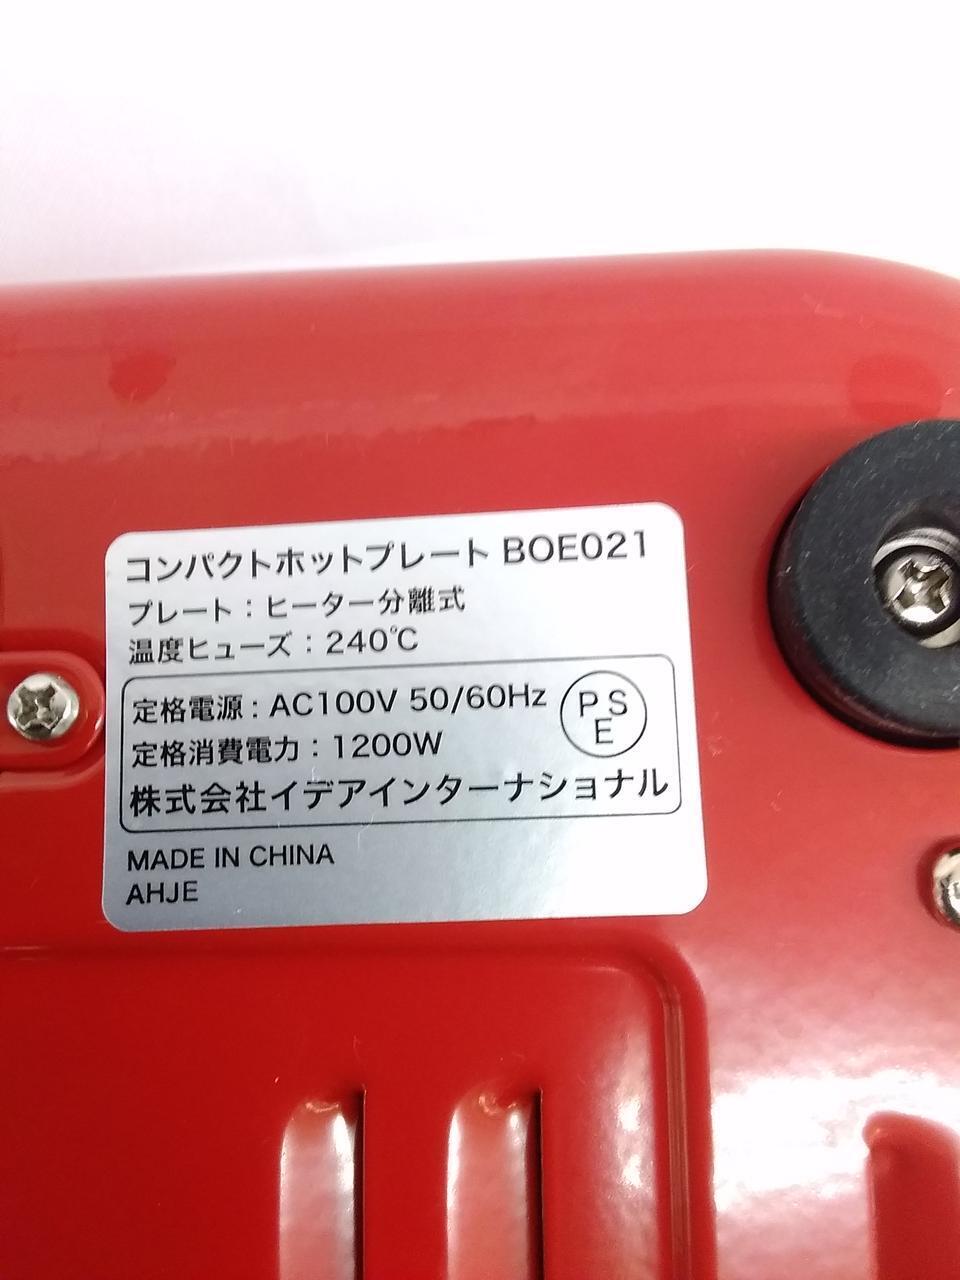 コンパクトホットプレート BOE021
プレート：ヒーター分離式
温度ヒューズ：240℃
定格電源：AC100V 50/60Hz
PSE
定格消費電力：1200W
株式会社イデアインターナショナル
MADE IN CHINA
AHJE